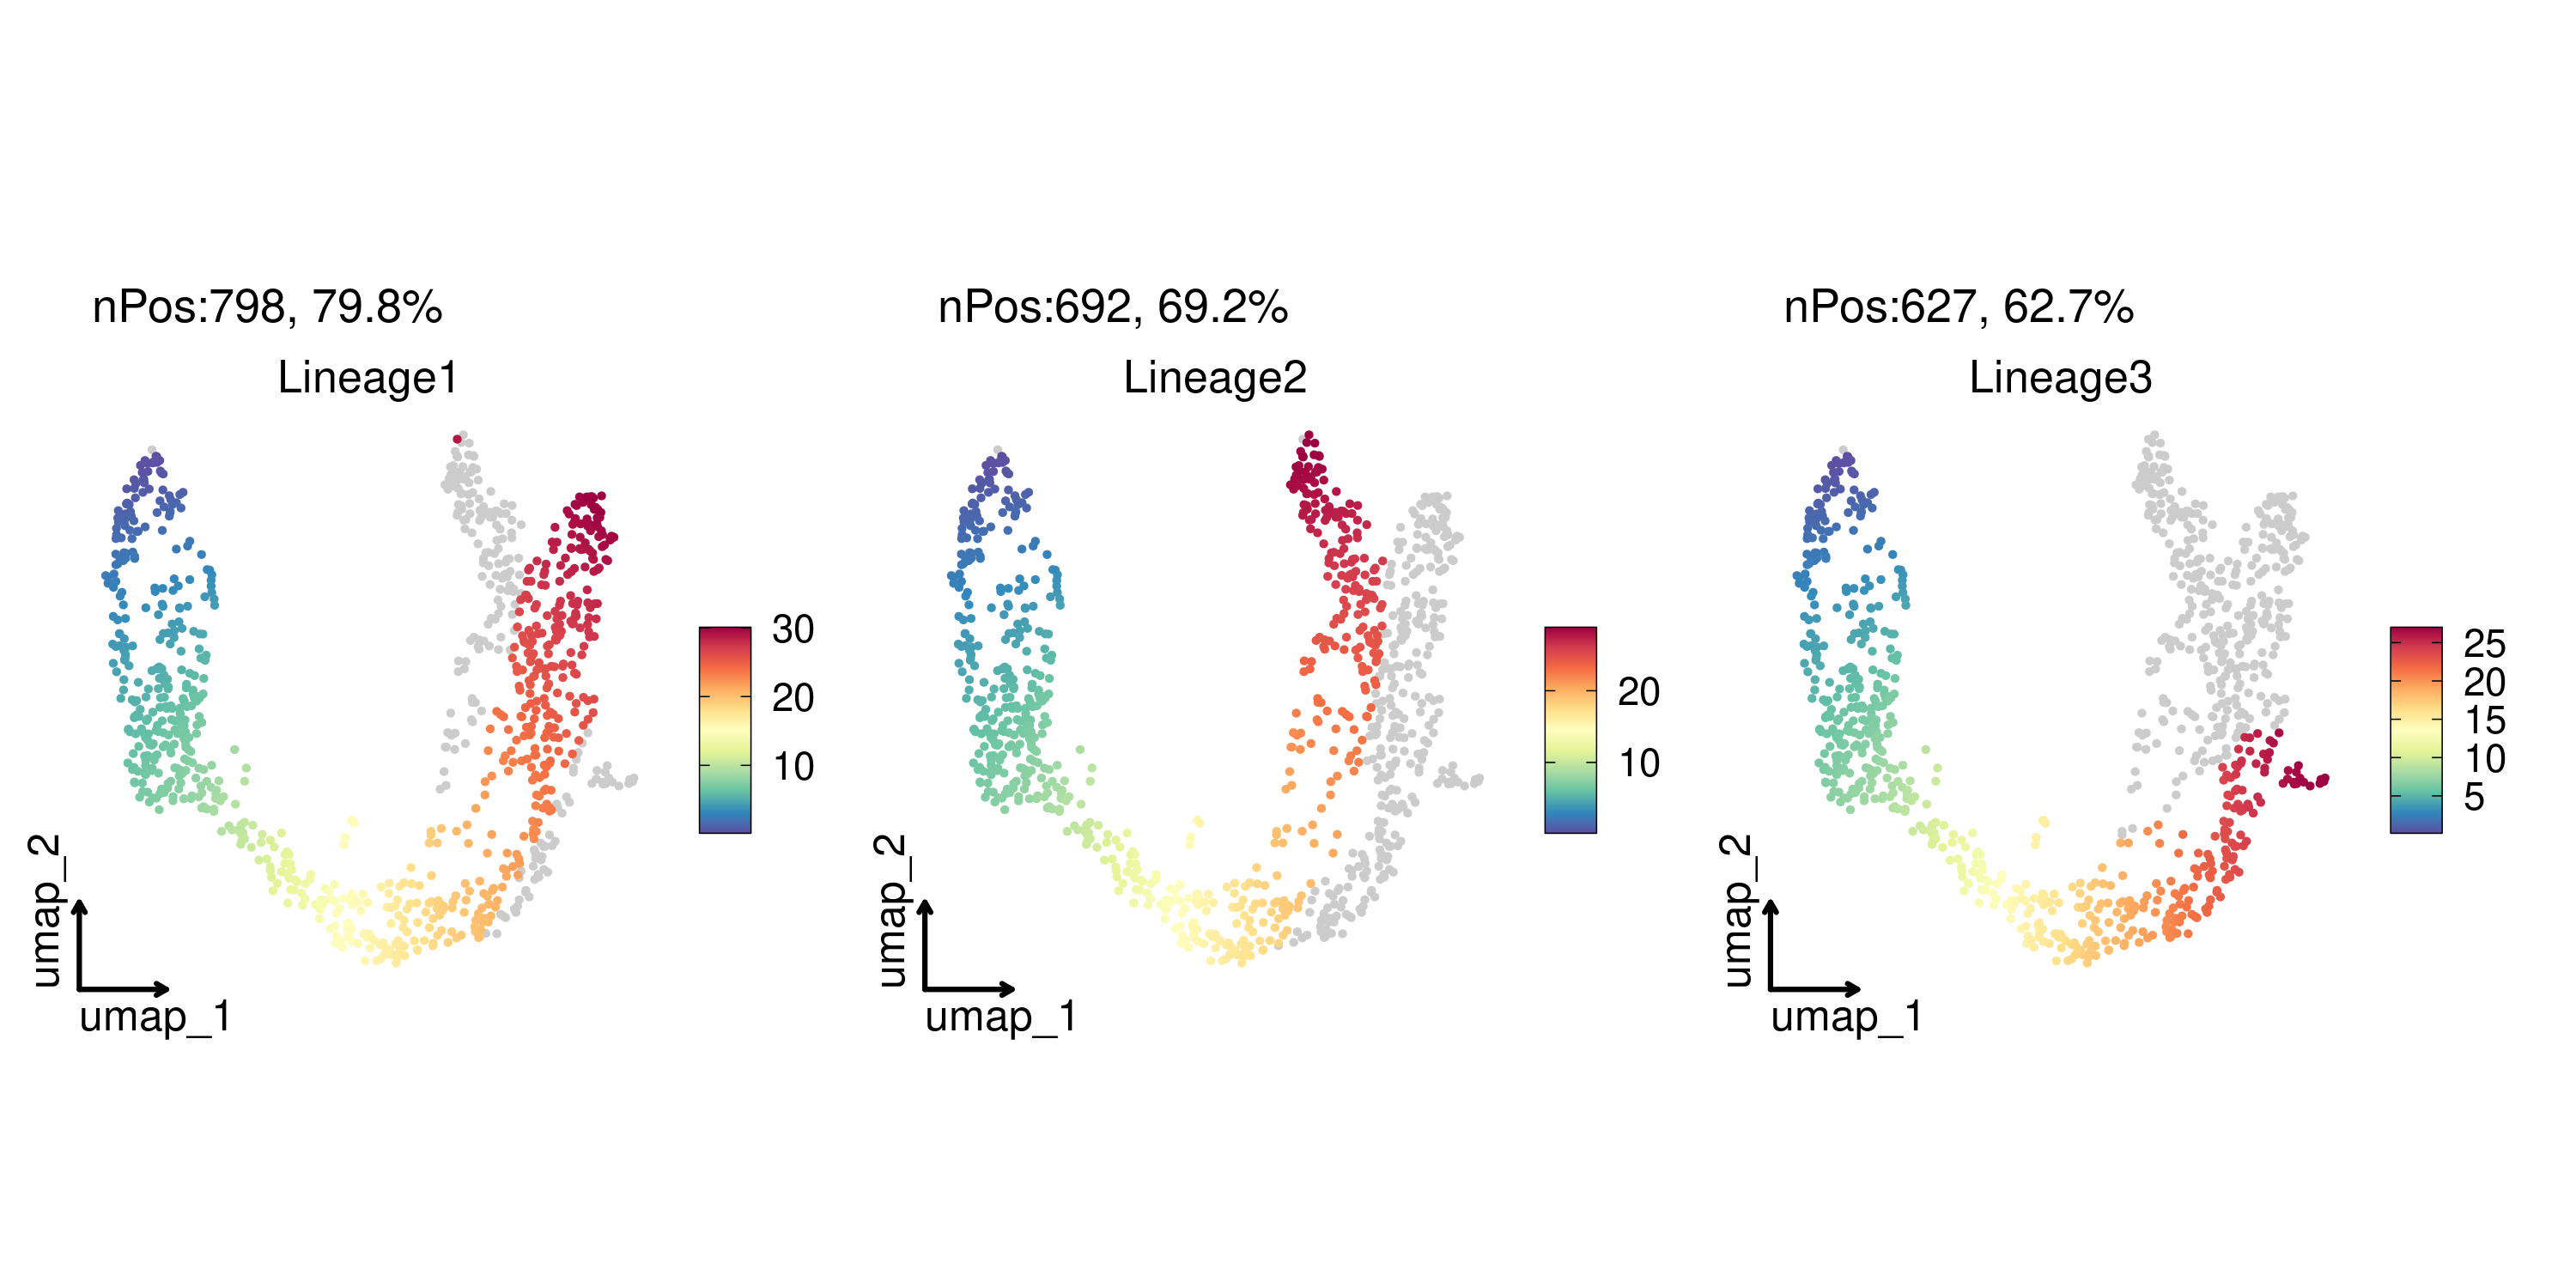 nPos:798, 79.8%
Lineage1
30
20
10
umap_2
umap_1
nPos:692, 69.2%
Lineage2
20
10
umap_2
umap_1
nPos:627, 62.7%
Lineage3
25
20
15
10
5
umap_2
umap_1